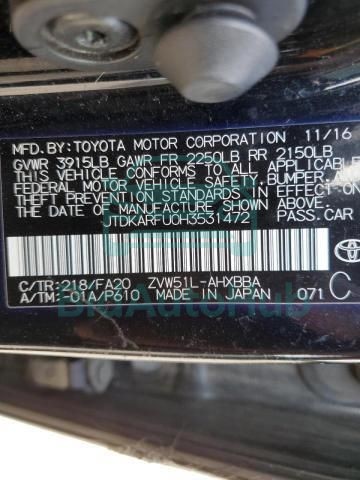 MFD. BY: TOYOTA MOTOR CORPORATION 11/16
GVWR 3915LB GAWR FR 2250LB RR 2150LB
THIS VEHICLE CONFORMS TO ALL APPLICABLE
FEDERAL MOTOR VEHICLE SAFETY, BUMPER, AND
THEFT PREVENTION STANDARDS IN EFFECT ON
THE DATE OF MANUFACTURE SHOWN ABOVE.
JTDKARFU0H3531472 PASS. CAR
C/TR: 218/FA20 ZVW51L-AHXBBA
A/TM: -01A/P610 MADE IN JAPAN 071 C
TOYOTA
BidFax